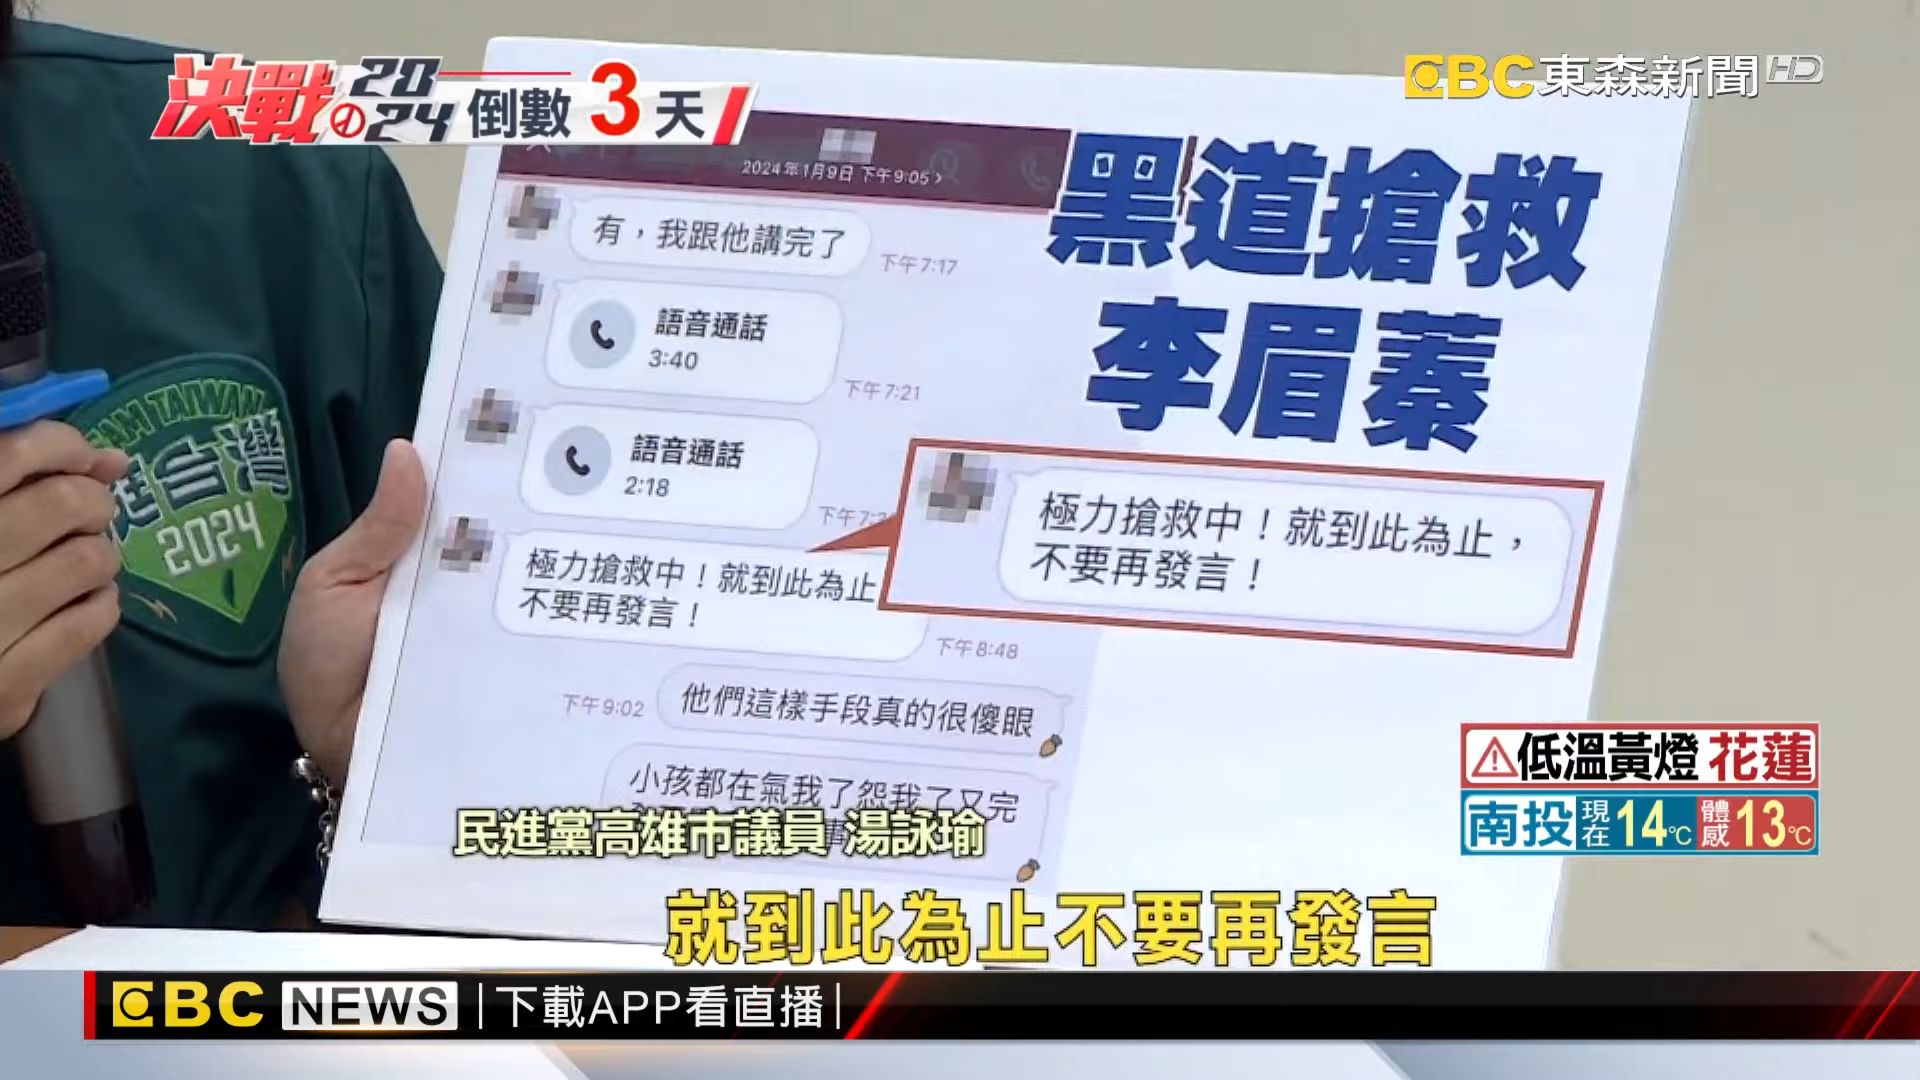 決戰の2024倒數3天
EBC東森新聞HD
2024年1月9日 下午9:05
黑道搶救
李眉蓁
有，我跟他講完了
下午7:17
語音通話
3:40
下午7:21
語音通話
2:18
極力搶救中！就到此為止
不要再發言！
下午8:48
極力搶救中！就到此為止，
不要再發言！
下午9:02
他們這樣手段真的很傻眼
小孩都在氣我了怨我了又完
TEAM TAIWAN
挺台灣
2024
低溫黃燈 花蓮
南投 現在14℃ 體感13℃
民進黨高雄市議員 湯詠瑜
就到此為止不要再發言
EBC NEWS 下載APP看直播